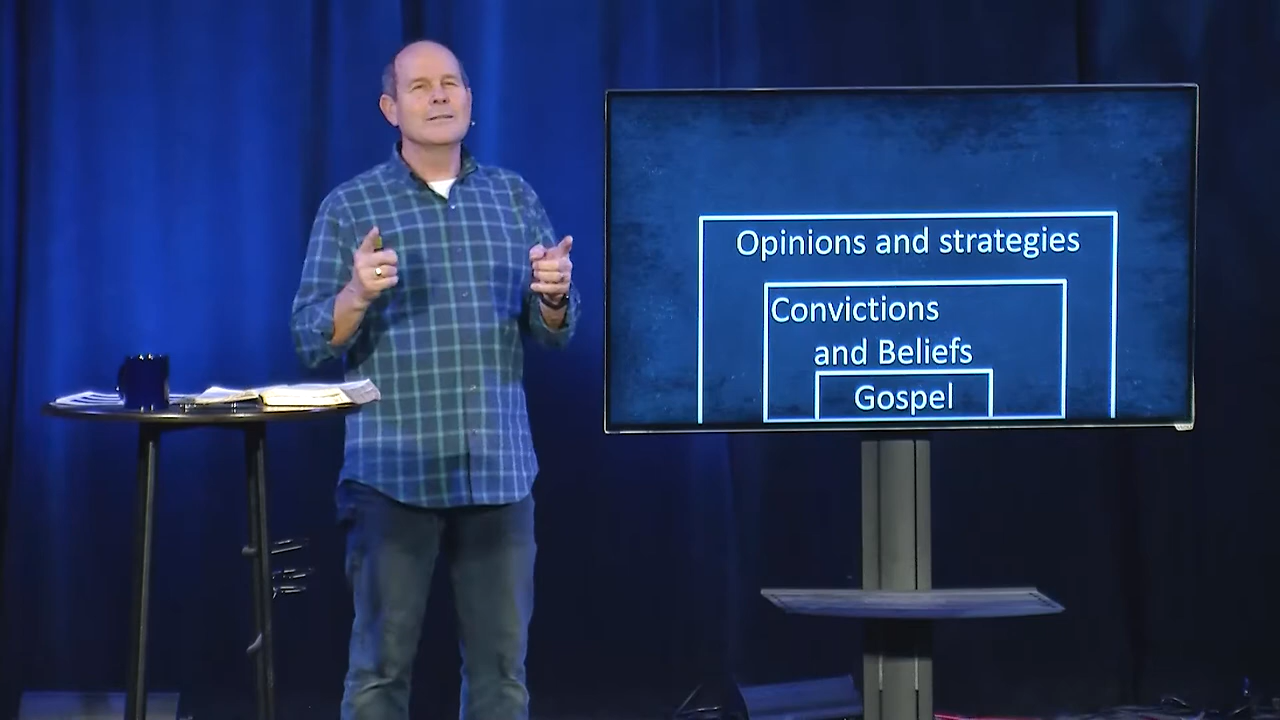 Opinions and strategies
Convictions
and Beliefs
Gospel